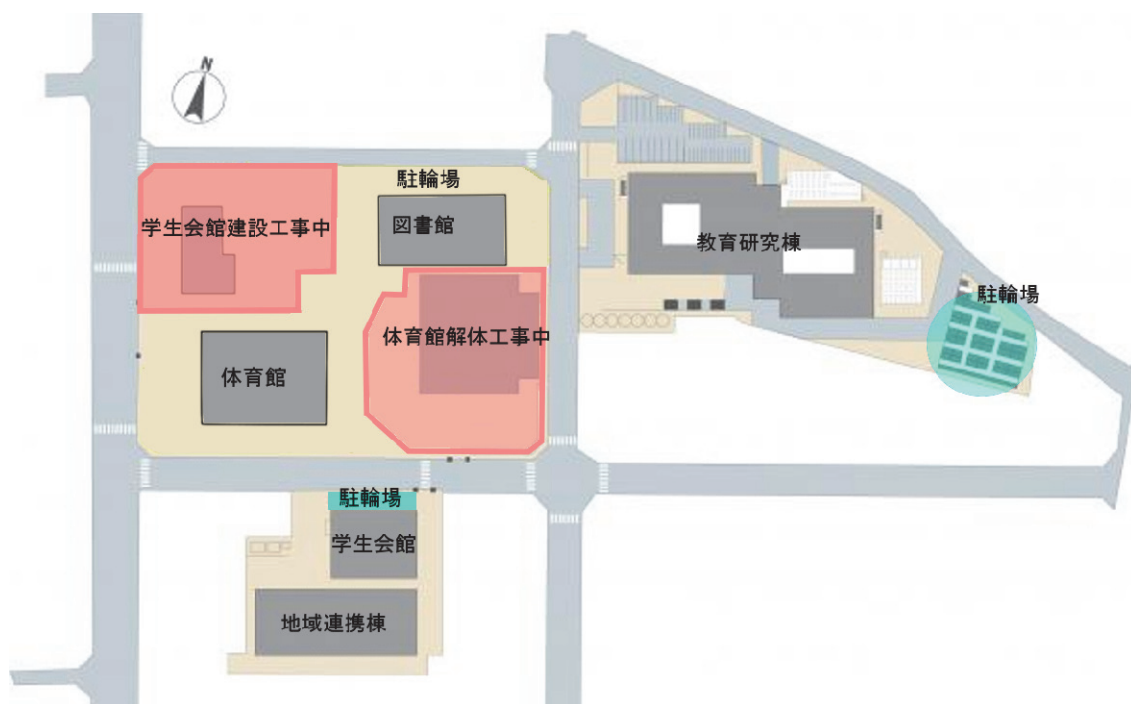 N
駐輪場
学生会館建設工事中
図書館
教育研究棟
駐輪場
体育館解体工事中
体育館
駐輪場
学生会館
地域連携棟